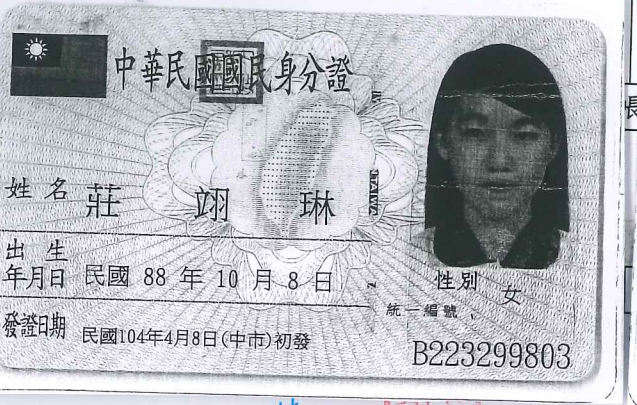 中華民國國民身分證
姓名 莊翊琳
出生年月日 民國 88 年 10 月 8 日
性別 女
統一編號
發證日期 民國104年4月8日(中市)初發
B223299803
TAIWAN
長